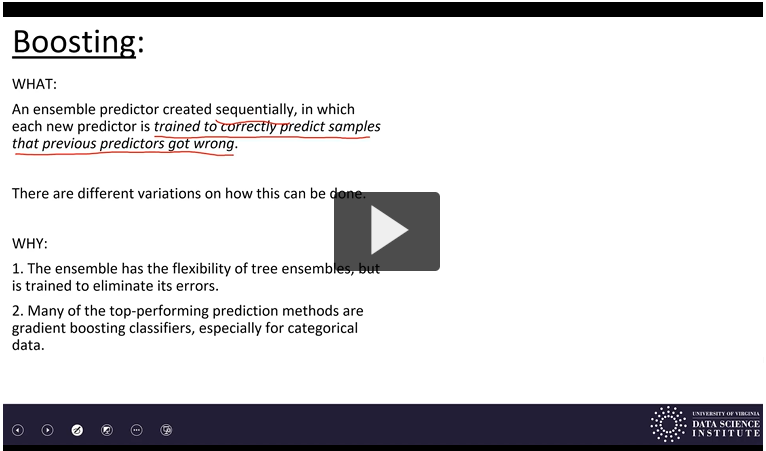 Boosting:
WHAT:
An ensemble predictor created sequentially, in which
each new predictor is trained to correctly predict samples
that previous predictors got wrong.
There are different variations on how this can be done.
WHY:
1. The ensemble has the flexibility of tree ensembles, but
is trained to eliminate its errors.
2. Many of the top-performing prediction methods are
gradient boosting classifiers, especially for categorical
data.
UNIVERSITY OF VIRGINIA
DATA SCIENCE
INSTITUTE